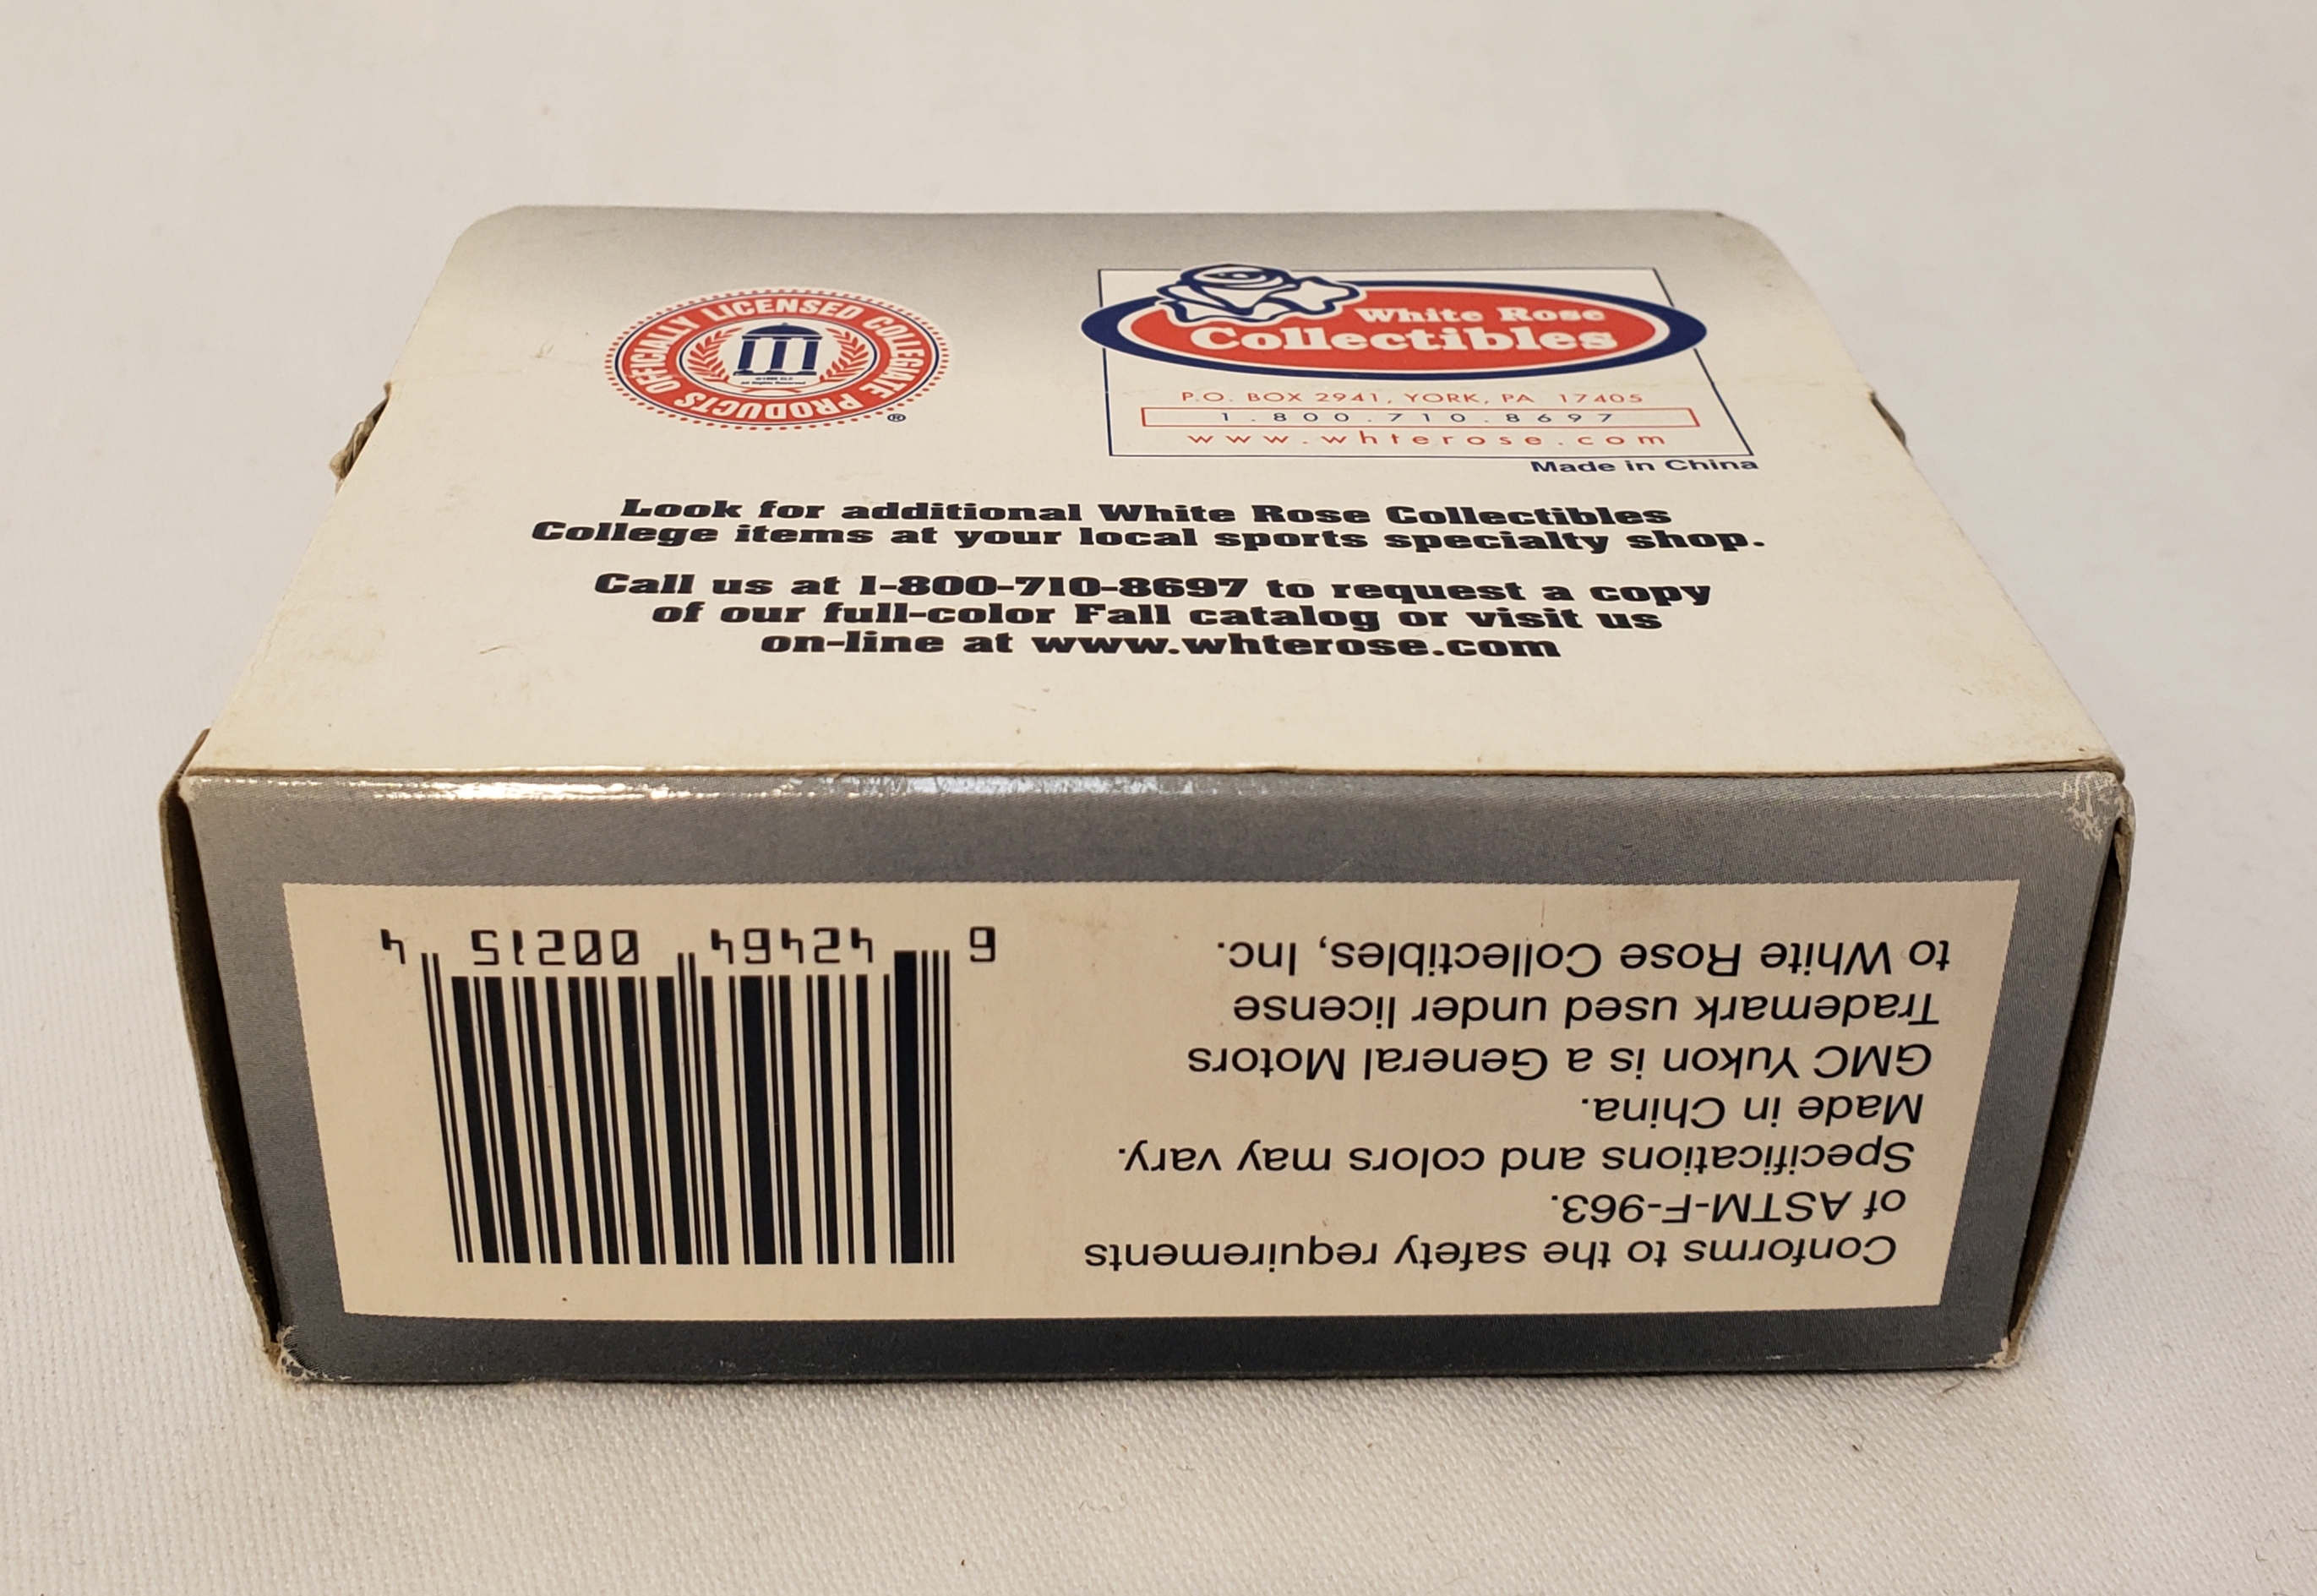 OFFICIALLY LICENSED COLLEGIATE PRODUCTS
All Rights Reserved
®
White Rose
Collectibles
P.O. BOX 2941, YORK, PA 17405
1.800.710.8697
www.whterose.com
Made in China
Look for additional White Rose Collectibles
College items at your local sports specialty shop.
Call us at 1-800-710-8697 to request a copy
of our full-color Fall catalog or visit us
on-line at www.whterose.com
Conforms to the safety requirements
of ASTM-F-963.
Specifications and colors may vary.
Made in China.
GMC Yukon is a General Motors
Trademark used under license
to White Rose Collectibles, Inc.
6 42464 00215 4